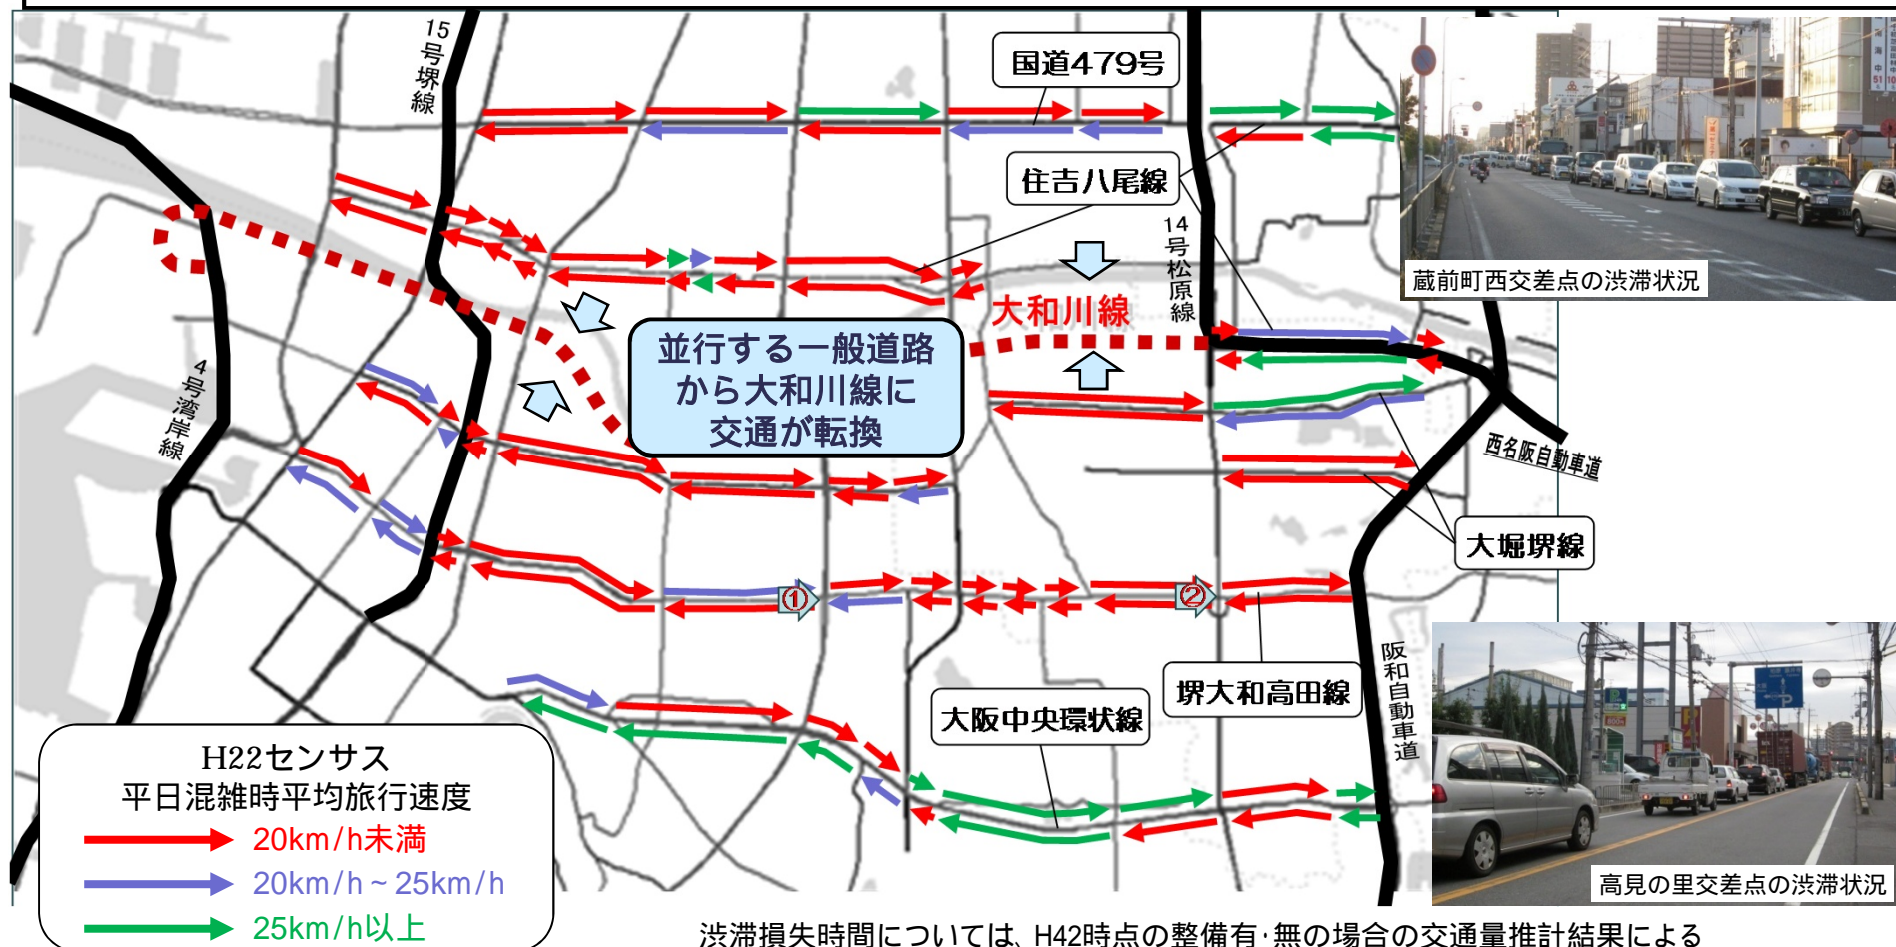 15号堺線
国道479号
住吉八尾線
14号松原線
大和川線
4号湾岸線
並行する一般道路
から大和川線に
交通が転換
蔵前町西交差点の渋滞状況
西名阪自動車道
大堀堺線
①
②
堺大和高田線
大阪中央環状線
阪和自動車道
高見の里交差点の渋滞状況
H22センサス
平日混雑時平均旅行速度
20km/h未満
20km/h~25km/h
25km/h以上
渋滞損失時間については、H42時点の整備有・無の場合の交通量推計結果による